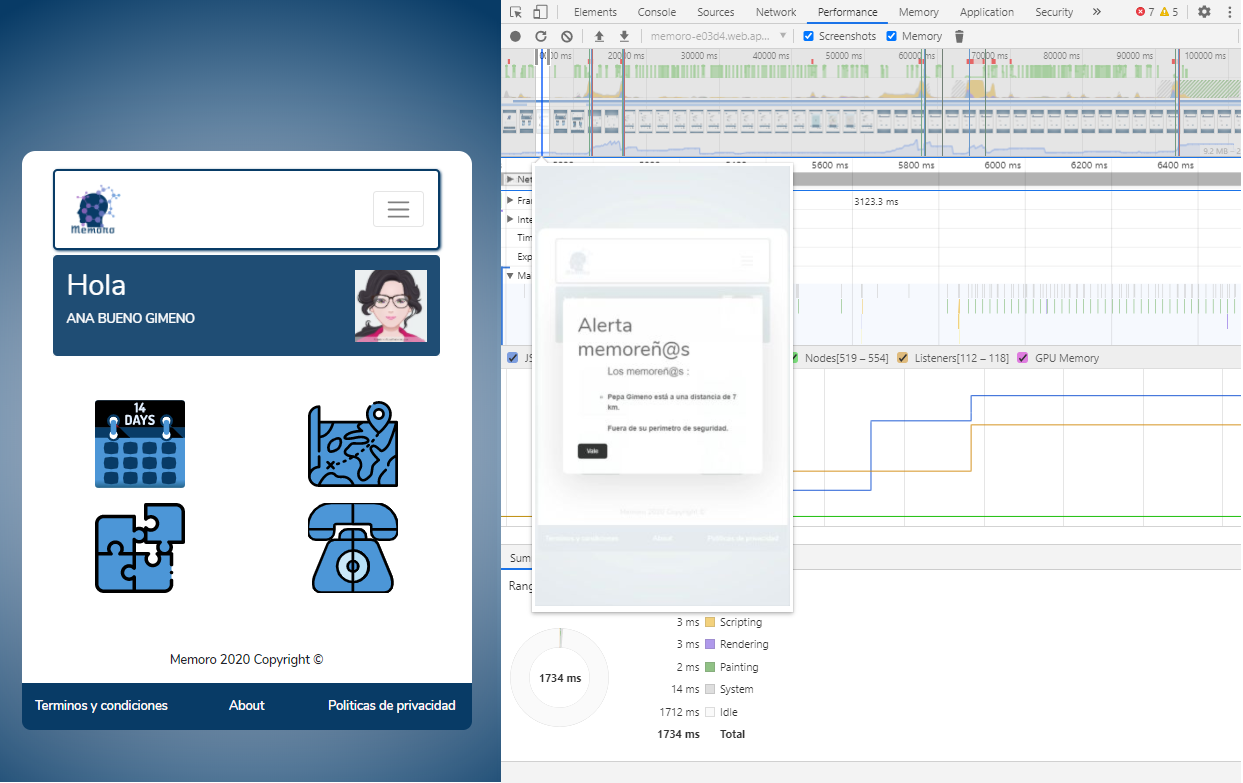 Memoro
Hola
ANA BUENO GIMENO
14
DAYS
Memoro 2020 Copyright ©
Terminos y condiciones
About
Politicas de privacidad
Elements
Console
Sources
Network
Performance
Memory
Application
Security
»
7
5
memoro-e03d4.web.ap...
Screenshots
Memory
20000 ms
30000 ms
40000 ms
50000 ms
60000 ms
70000 ms
80000 ms
90000 ms
100000 ms
9.2 MB – 2
5600 ms
5800 ms
6000 ms
6200 ms
6400 ms
Net
Fra
3123.3 ms
Inte
Tim
Exp
Ma
Alerta
memoreñ@s
Los memoreñ@s :
Pepa Gimeno está a una distancia de 7
km.
Fuera de su perimetro de seguridad.
Vale
Memoro 2020 Copyright ©
Terminos y condiciones
About
Politicas de privacidad
JS
Nodes[519 – 554]
Listeners[112 – 118]
GPU Memory
Sum
Rang
3 ms Scripting
3 ms Rendering
2 ms Painting
14 ms System
1712 ms Idle
1734 ms Total
1734 ms